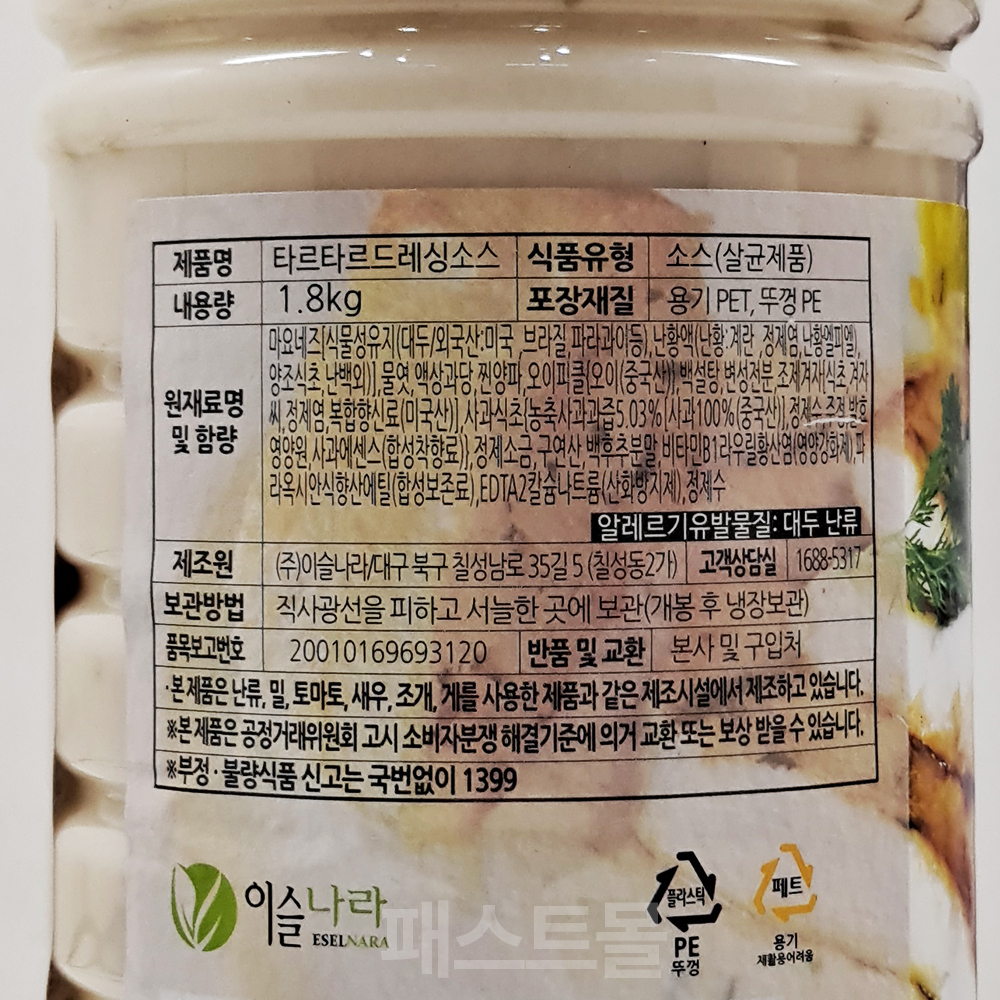 제품명 타르타르드레싱소스 식품유형 소스(살균제품)
내용량 1.8kg 포장재질 용기 PET, 뚜껑 PE
원재료명 및 함량
마요네즈[식물성유지(대두/외국산:미국, 브라질, 파라과이등), 난황액(난황:계란, 정제염, 난황엘피엘),
양조식초, 난백외)], 물엿, 액상과당, 찐양파, 오이피클(오이(중국산)), 백설탕, 변성전분, 조제겨자[식초, 겨자
씨, 정제염, 복합향신료(미국산)], 사과식초[농축사과과즙5.03%[사과100%(중국산)], 정제수, 주정, 발효
영양원, 사과에센스(합성착향료)], 정제소금, 구연산, 백후추분말, 비타민B1라우릴황산염(영양강화제), 파
라옥시안식향산에틸(합성보존료), EDTA2칼슘나트륨(산화방지제), 정제수
알레르기유발물질: 대두 난류
제조원 (주)이슬나라/대구 북구 칠성남로 35길 5 (칠성동2가) 고객상담실 1688-5317
보관방법 직사광선을 피하고 서늘한 곳에 보관(개봉 후 냉장보관)
품목보고번호 20010169693120 반품 및 교환 본사 및 구입처
·본 제품은 난류, 밀, 토마토, 새우, 조개, 게를 사용한 제품과 같은 제조시설에서 제조하고 있습니다.
※본 제품은 공정거래위원회 고시 소비자분쟁 해결기준에 의거 교환 또는 보상 받을 수 있습니다.
※부정·불량식품 신고는 국번없이 1399
이슬나라
ESELNARA
패스트몰
플라스틱
PE
뚜껑
페트
용기
재활용어려움